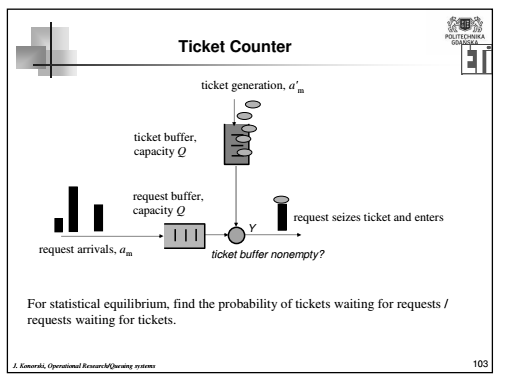 POLITECHNIKA
GDAŃSKA
Ticket Counter
ticket generation, a'm
ticket buffer,
capacity Q
request buffer,
capacity Q
Y
request seizes ticket and enters
request arrivals, am
ticket buffer nonempty?
For statistical equilibrium, find the probability of tickets waiting for requests /
requests waiting for tickets.
J. Konorski, Operational Research/Queuing systems
103